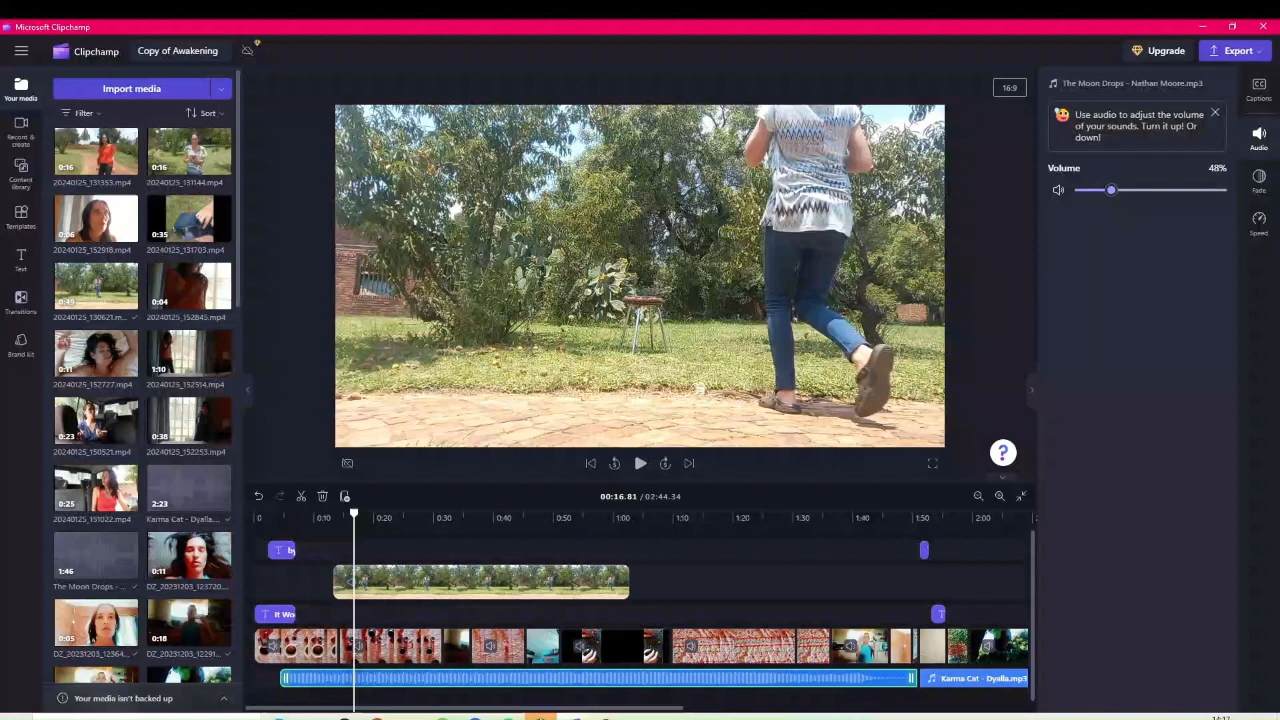 Microsoft Clipchamp
Clipchamp
Copy of Awakening
Upgrade
Export
Your media
Record & create
Content library
Templates
Text
Transitions
Brand kit
Import media
Filter
Sort
0:16
0:16
20240125_131353.mp4
20240125_131144.mp4
0:06
0:35
20240125_152918.mp4
20240125_131703.mp4
0:49
0:04
20240125_130621.m...
20240125_152845.mp4
0:11
1:10
20240125_152727.mp4
20240125_152514.mp4
0:23
0:38
20240125_150521.mp4
20240125_152253.mp4
0:25
2:23
20240125_151022.mp4
Karma Cat - Dyalla....
1:46
0:11
The Moon Drops - ...
DZ_20231203_123720....
0:05
0:18
DZ_20231203_12364...
DZ_20231203_12291...
Your media isn't backed up
16:9
?
00:16.81 / 02:44.34
0
0:10
0:20
0:30
0:40
0:50
1:00
1:10
1:20
1:30
1:40
1:50
2:00
by
It Wo
Karma Cat - Dyalla.mp3
The Moon Drops - Nathan Moore.mp3
Use audio to adjust the volume
of your sounds. Turn it up! Or
down!
Volume 48%
Captions
Audio
Fade
Speed